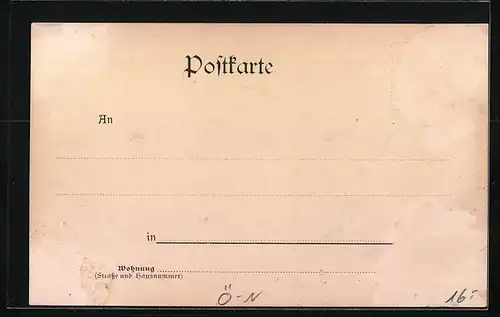 Poſtkarte
An
in
Wohnung
(Straße und Hausnummer)
Ö-N 16.-